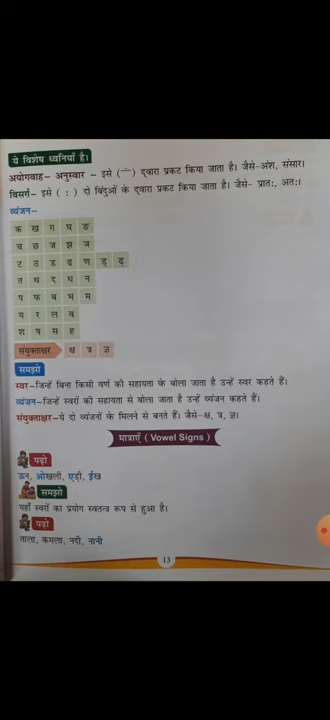 ये विशेष ध्वनियाँ है।
अयोगवाह– अनुस्वार – इसे (–ं) द्वारा प्रकट किया जाता है। जैसे-अंश, संसार।
विसर्ग– इसे ( : ) दो बिंदुओं के द्वारा प्रकट किया जाता है। जैसे- प्रातः, अतः।
व्यंजन–
क ख ग घ ङ
च छ ज झ ञ
ट ठ ड ढ ण ड़ ढ़
त थ द ध न
प फ ब भ म
य र ल व
श ष स ह
संयुक्ताक्षर क्ष त्र ज्ञ
समझो
स्वर–जिन्हें बिना किसी वर्ण की सहायता के बोला जाता है उन्हें स्वर कहते हैं।
व्यंजन–जिन्हें स्वरों की सहायता से बोला जाता है उन्हें व्यंजन कहते हैं।
संयुक्ताक्षर–ये दो व्यंजनों के मिलने से बनते हैं। जैसे-क्ष, त्र, ज्ञ।
मात्राएँ (Vowel Signs)
पढ़ो
ऊन, ओखली, एड़ी, ईख
समझो
यहाँ स्वरों का प्रयोग स्वतन्त्र रूप से हुआ है।
पढ़ो
ताला, कमला, नदी, नानी
13